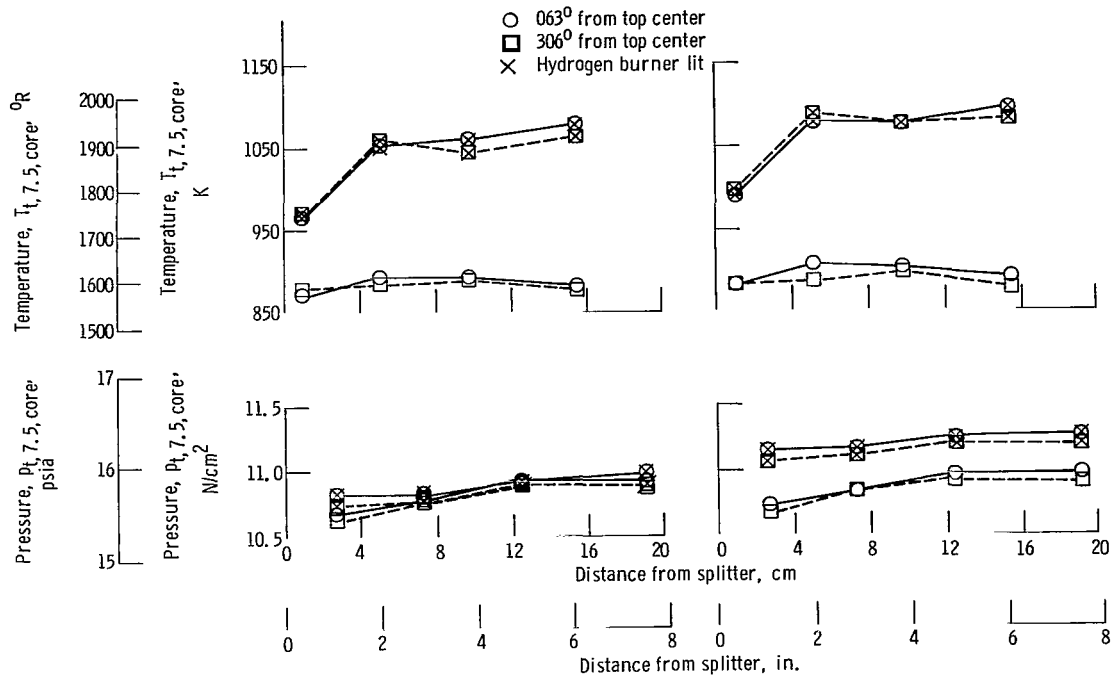 063⁰ from top center
306⁰ from top center
Hydrogen burner lit
Temperature, Tt, 7.5, core, ⁰R
2000
1900
1800
1700
1600
1500
Temperature, Tt, 7.5, core,
K
1150
1050
950
850
Pressure, pt, 7.5, core,
psia
17
16
15
Pressure, pt, 7.5, core,
N/cm²
11.5
11.0
10.5
0 4 8 12 16 20 0 4 8 12 16 20
Distance from splitter, cm
0 2 4 6 8 0 2 4 6 8
Distance from splitter, in.